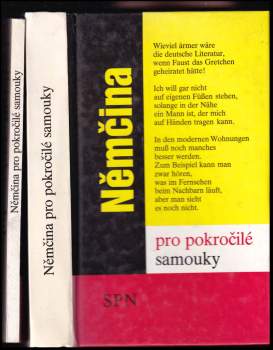 Němčina pro pokročilé samouky
Němčina pro pokročilé samouky
Němčina
Wieviel ärmer wäre
die deutsche Literatur,
wenn Faust das Gretchen
geheiratet hätte!
Ich will gar nicht
auf eigenen Füßen stehen,
solange in der Nähe
ein Mann ist, der mich
auf Händen tragen kann.
In den modernen Wohnungen
muß noch manches
besser werden.
Zum Beispiel kann man
zwar hören,
was im Fernsehen
beim Nachbarn läuft,
aber man sieht
es noch nicht.
pro pokročilé
samouky
SPN